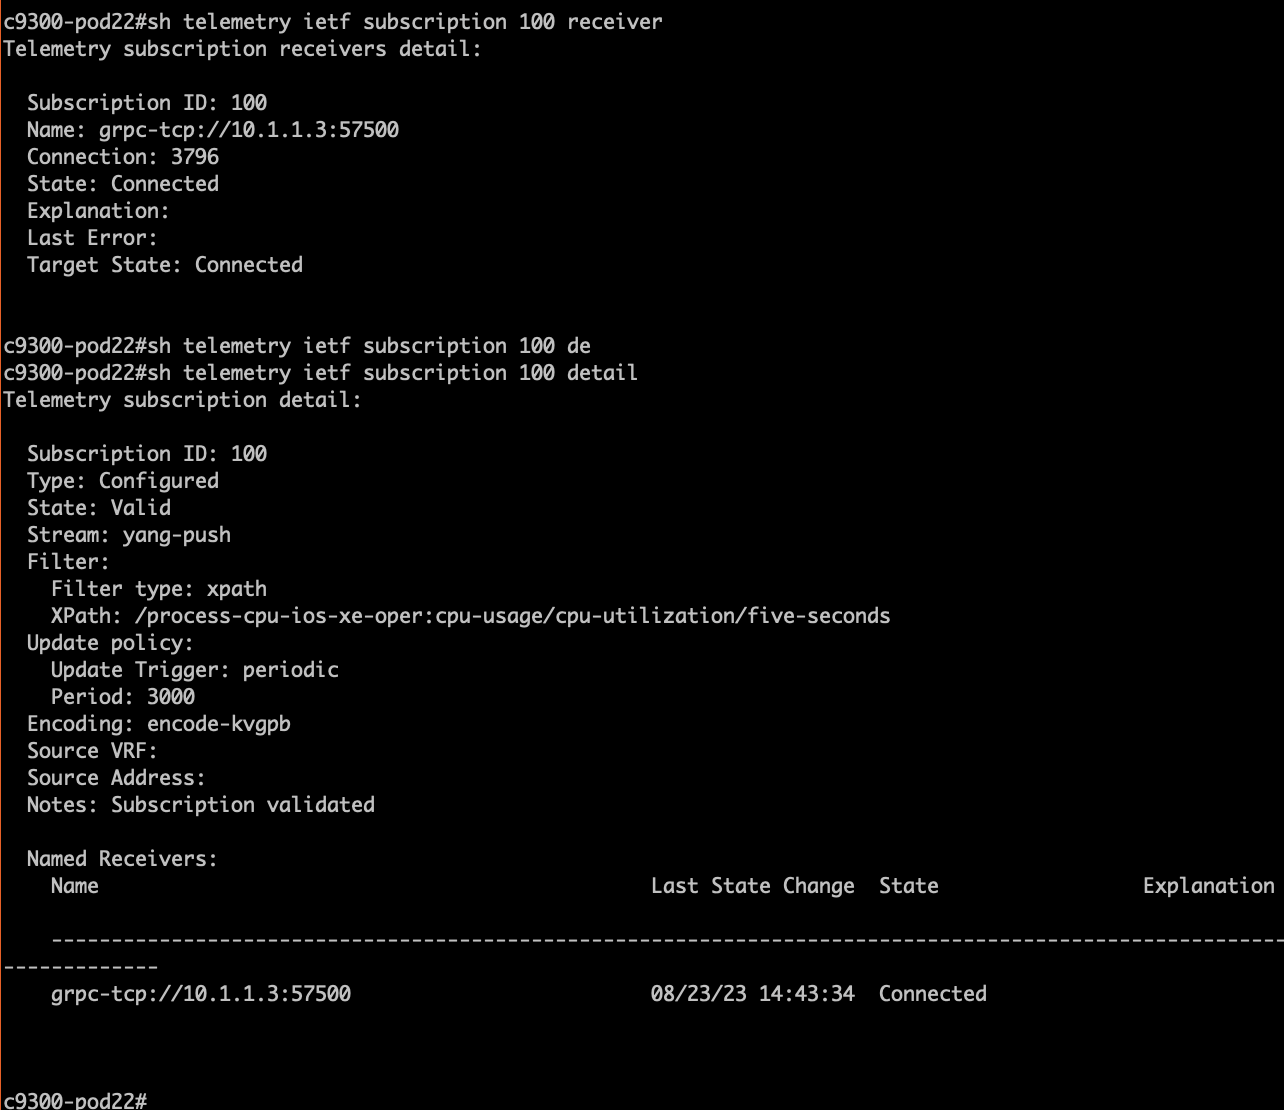 c9300-pod22#sh telemetry ietf subscription 100 receiver
Telemetry subscription receivers detail:
Subscription ID: 100
Name: grpc-tcp://10.1.1.3:57500
Connection: 3796
State: Connected
Explanation:
Last Error:
Target State: Connected
c9300-pod22#sh telemetry ietf subscription 100 de
c9300-pod22#sh telemetry ietf subscription 100 detail
Telemetry subscription detail:
Subscription ID: 100
Type: Configured
State: Valid
Stream: yang-push
Filter:
Filter type: xpath
XPath: /process-cpu-ios-xe-oper:cpu-usage/cpu-utilization/five-seconds
Update policy:
Update Trigger: periodic
Period: 3000
Encoding: encode-kvgpb
Source VRF:
Source Address:
Notes: Subscription validated
Named Receivers:
Name Last State Change State Explanation
-------------------------------------------------------------------------------------------------------
-------------
grpc-tcp://10.1.1.3:57500 08/23/23 14:43:34 Connected
c9300-pod22#